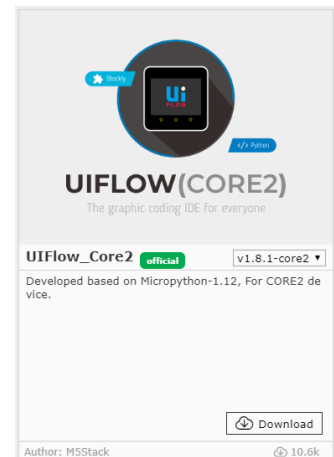 Blockly
Ui
FLOW
</> Python
UIFLOW(CORE2)
The graphic coding IDE for everyone
UIFlow_Core2 official v1.8.1-core2
Developed based on Micropython-1.12, For CORE2 de
vice.
Download
Author: M5Stack 10.6k